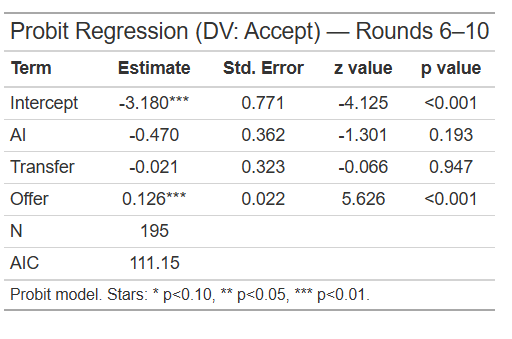 Probit Regression (DV: Accept) — Rounds 6–10
Term Estimate Std. Error z value p value
Intercept -3.180*** 0.771 -4.125 <0.001
AI -0.470 0.362 -1.301 0.193
Transfer -0.021 0.323 -0.066 0.947
Offer 0.126*** 0.022 5.626 <0.001
N 195
AIC 111.15
Probit model. Stars: * p<0.10, ** p<0.05, *** p<0.01.